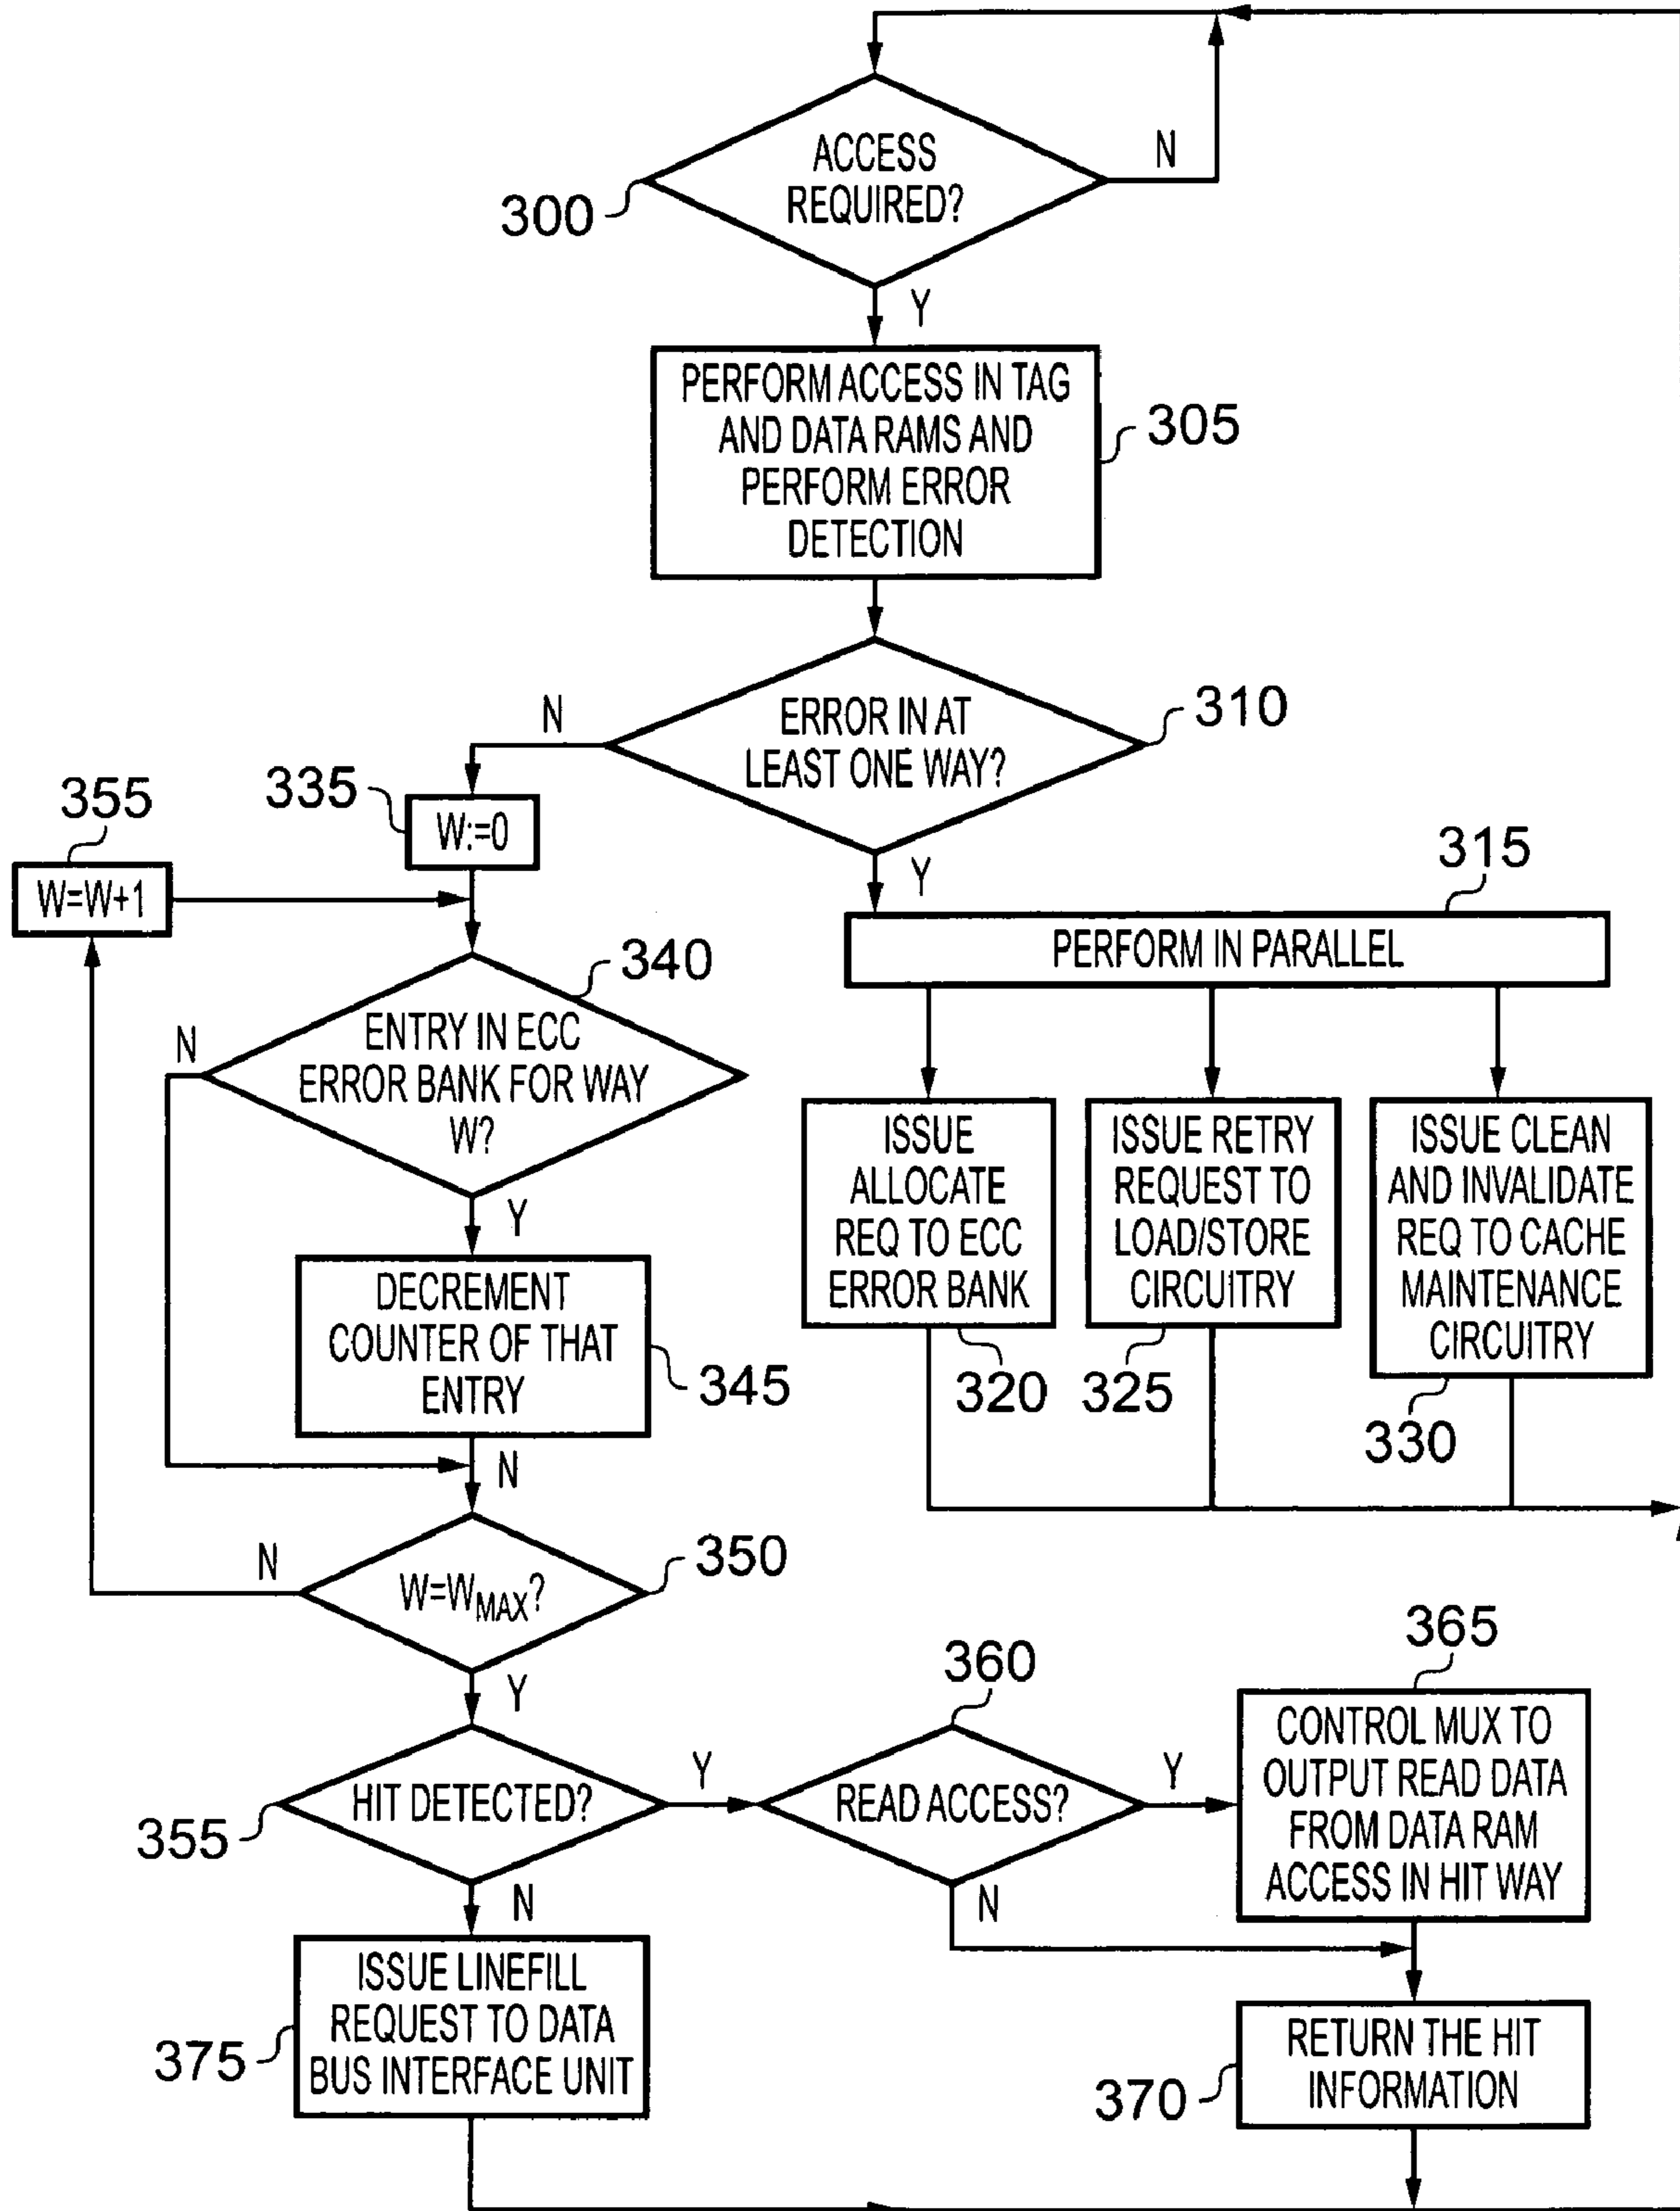 ACCESS
REQUIRED?
N
300
Y
PERFORM ACCESS IN TAG
AND DATA RAMS AND
PERFORM ERROR
DETECTION
305
N
ERROR IN AT
LEAST ONE WAY?
310
355
335
W:=0
Y
315
W=W+1
PERFORM IN PARALLEL
340
N
ENTRY IN ECC
ERROR BANK FOR WAY
W?
Y
ISSUE
ALLOCATE
REQ TO ECC
ERROR BANK
320
ISSUE RETRY
REQUEST TO
LOAD/STORE
CIRCUITRY
325
ISSUE CLEAN
AND INVALIDATE
REQ TO CACHE
MAINTENANCE
CIRCUITRY
330
DECREMENT
COUNTER OF THAT
ENTRY
345
N
N
W=WMAX?
350
Y
HIT DETECTED?
355
Y
360
READ ACCESS?
Y
365
CONTROL MUX TO
OUTPUT READ DATA
FROM DATA RAM
ACCESS IN HIT WAY
N
N
ISSUE LINEFILL
REQUEST TO DATA
BUS INTERFACE UNIT
375
RETURN THE HIT
INFORMATION
370